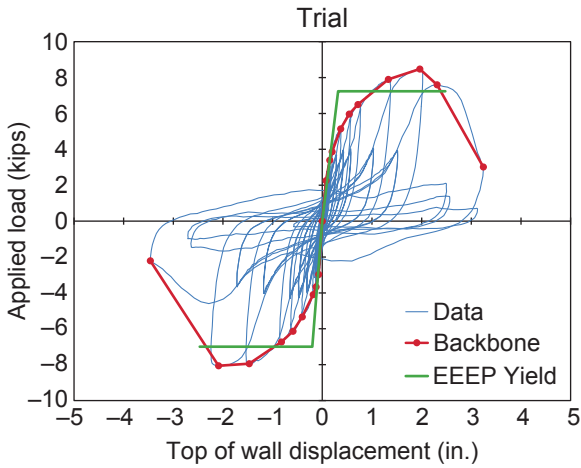 Trial
Applied load (kips)
10
8
6
4
2
0
–2
–4
–6
–8
–10
–5 –4 –3 –2 –1 0 1 2 3 4 5
Top of wall displacement (in.)
Data
Backbone
EEEP Yield